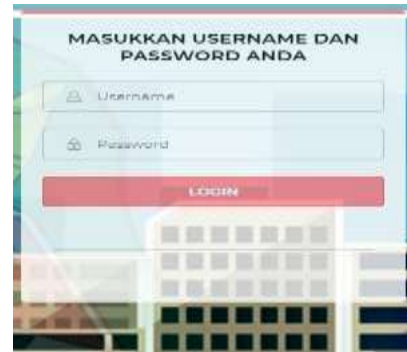 MASUKKAN USERNAME DAN
PASSWORD ANDA
Username
Password
LOGIN